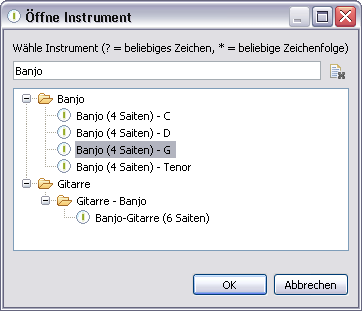 Öffne Instrument
Wähle Instrument (? = beliebiges Zeichen, * = beliebige Zeichenfolge)
Banjo
Banjo
Banjo (4 Saiten) - C
Banjo (4 Saiten) - D
Banjo (4 Saiten) - G
Banjo (4 Saiten) - Tenor
Gitarre
Gitarre - Banjo
Banjo-Gitarre (6 Saiten)
OK
Abbrechen